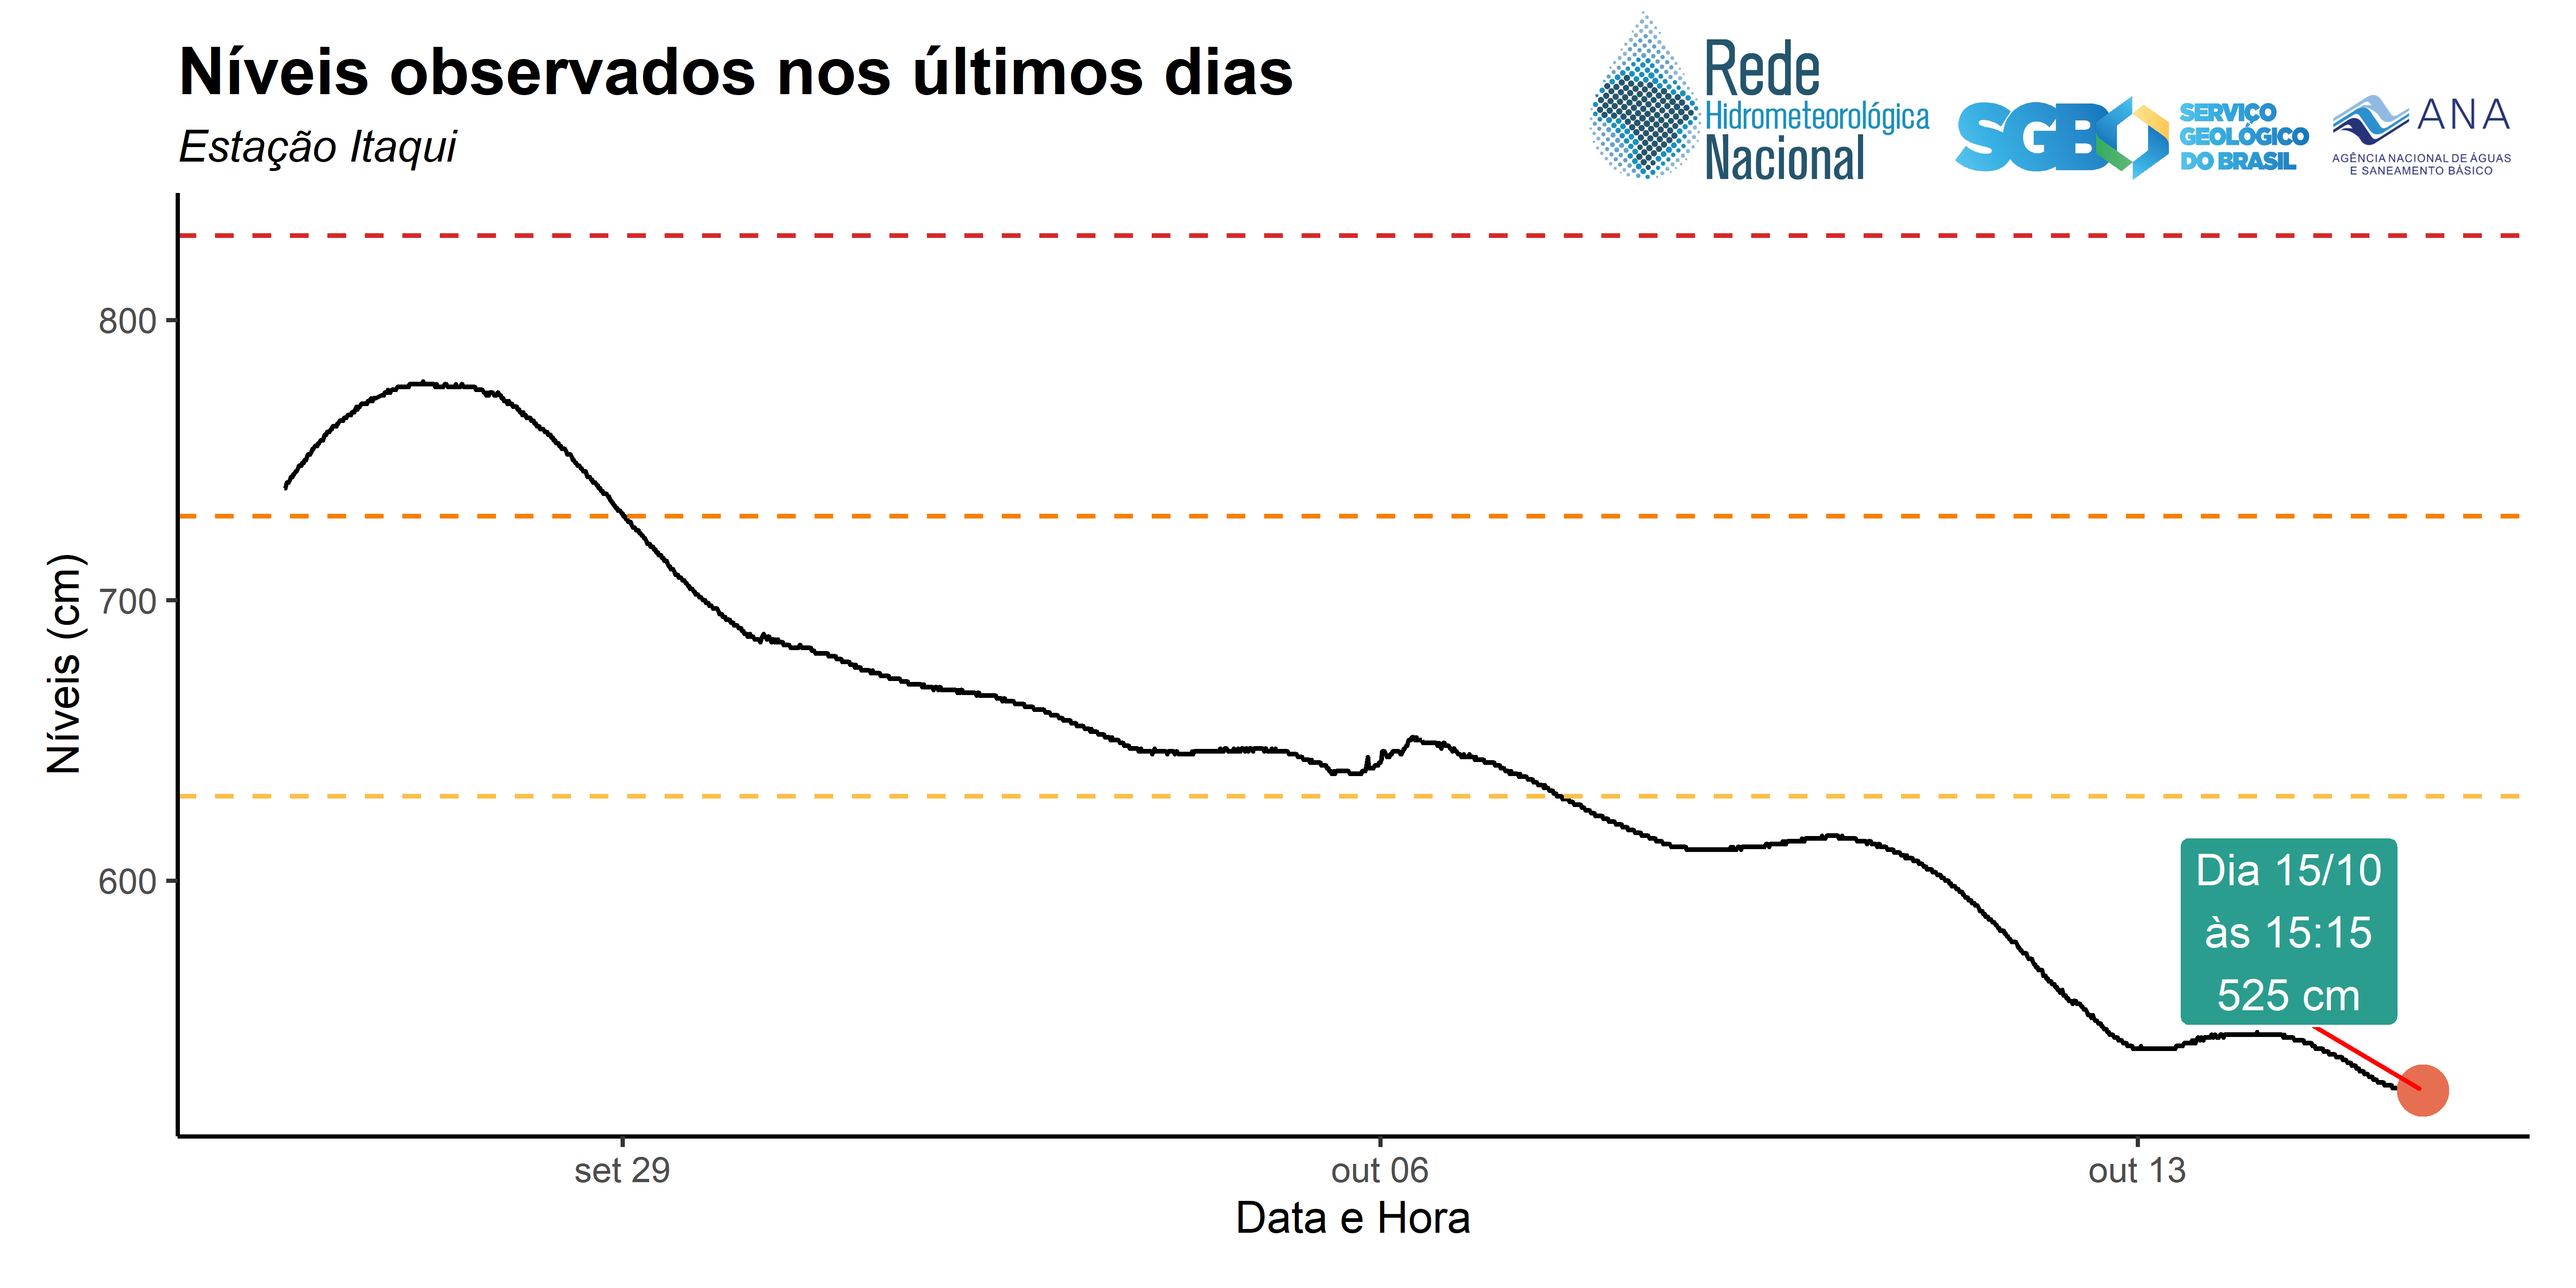 Níveis observados nos últimos dias
Estação Itaqui
Rede
Hidrometeorológica
Nacional
SGB
SERVIÇO
GEOLÓGICO
DO BRASIL
ANA
AGÊNCIA NACIONAL DE ÁGUAS
E SANEAMENTO BÁSICO
Níveis (cm)
800
700
600
Dia 15/10
às 15:15
525 cm
set 29
out 06
out 13
Data e Hora